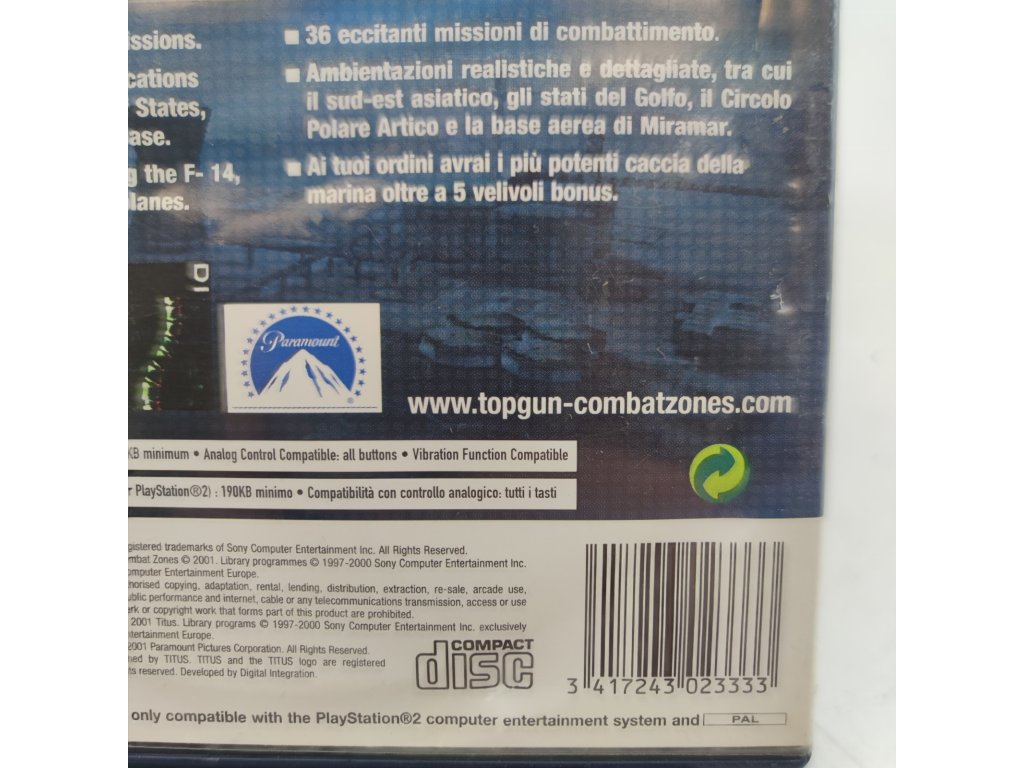 issions.
cations
States,
ase.
g the F- 14,
lanes.
■ 36 eccitanti missioni di combattimento.
■ Ambientazioni realistiche e dettagliate, tra cui
il sud-est asiatico, gli stati del Golfo, il Circolo
Polare Artico e la base aerea di Miramar.
■ Ai tuoi ordini avrai i più potenti caccia della
marina oltre a 5 velivoli bonus.
Paramount
®
www.topgun-combatzones.com
KB minimum • Analog Control Compatible: all buttons • Vibration Function Compatible
r PlayStation®2) : 190KB minimo • Compatibilità con controllo analogico: tutti i tasti
gistered trademarks of Sony Computer Entertainment Inc. All Rights Reserved.
mbat Zones © 2001. Library programmes © 1997-2000 Sony Computer Entertainment Inc.
omputer Entertainment Europe.
horised copying, adaptation, rental, lending, distribution, extraction, re-sale, arcade use,
ublic performance and internet, cable or any telecommunications transmission, access or use
erk or copyright work that forms part of this product are prohibited.
2001 Titus. Library programs © 1997-2000 Sony Computer Entertainment Inc. exclusively
ntertainment Europe.
2001 Paramount Pictures Corporation. All Rights Reserved.
ned by TITUS. TITUS and the TITUS logo are registered
ts reserved. Developed by Digital Integration.
COMPACT
disc
3 417243 023333
only compatible with the PlayStation®2 computer entertainment system and PAL